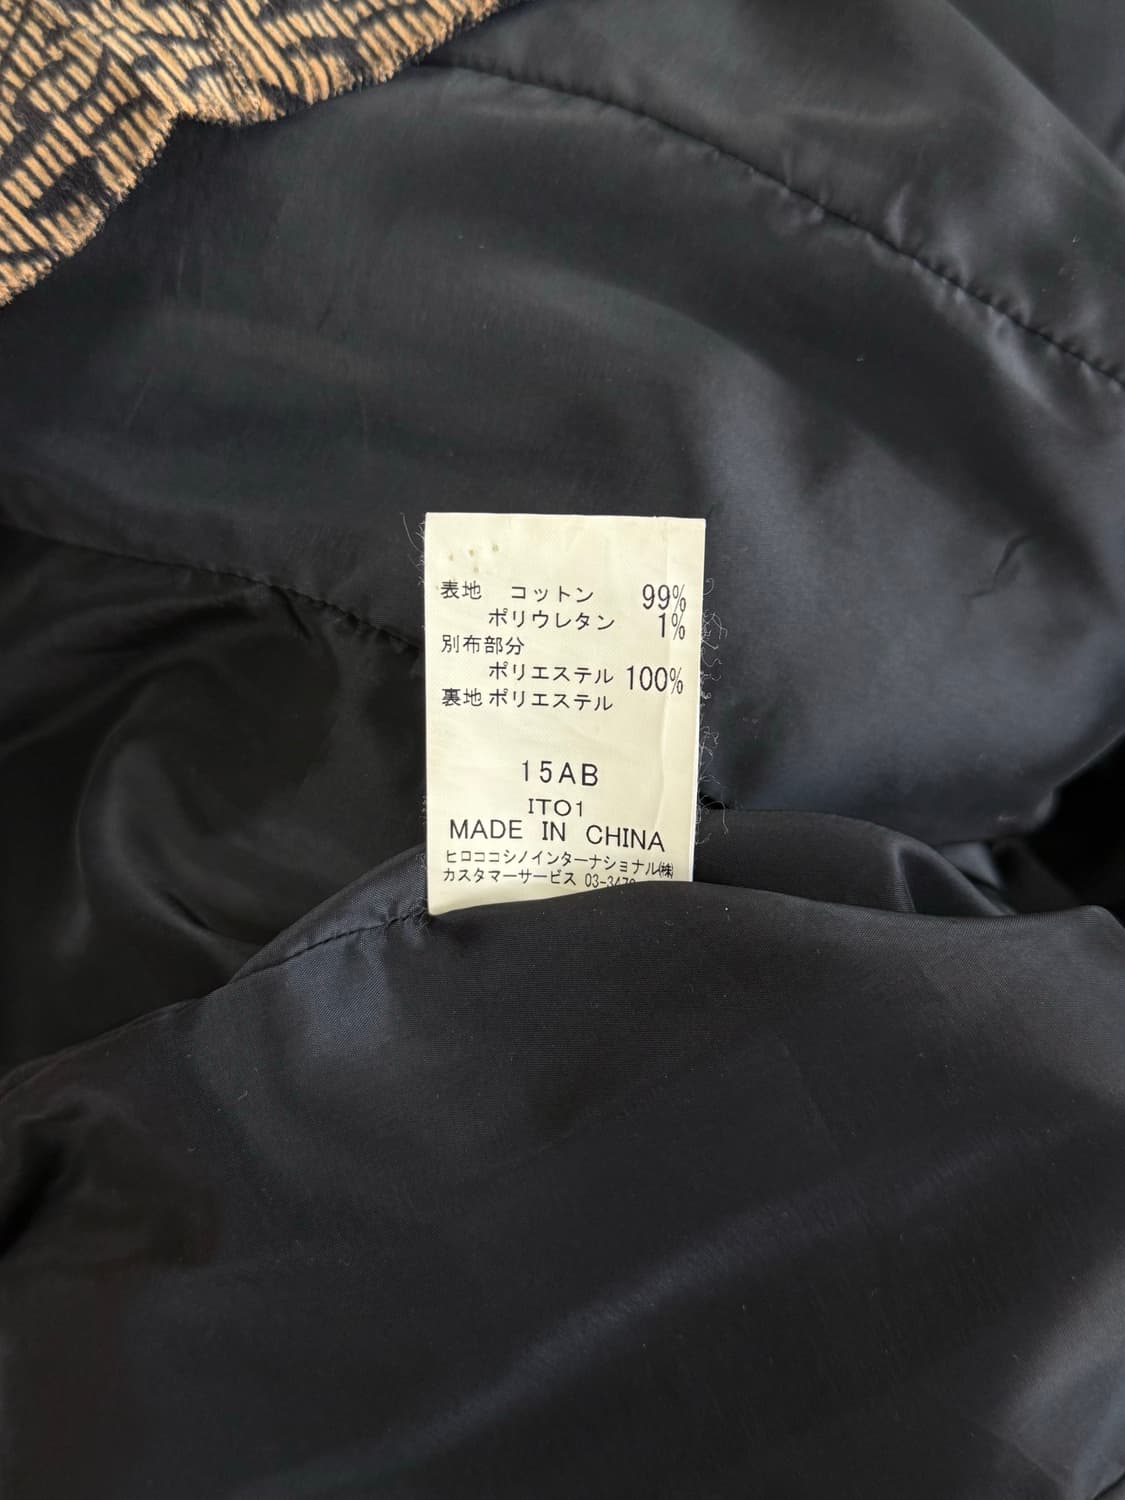 表地 コットン 99%
ポリウレタン 1%
別布部分
ポリエステル 100%
裏地 ポリエステル
15AB
IT01
MADE IN CHINA
ヒロココシノインターナショナル㈱
カスタマーサービス 03-347